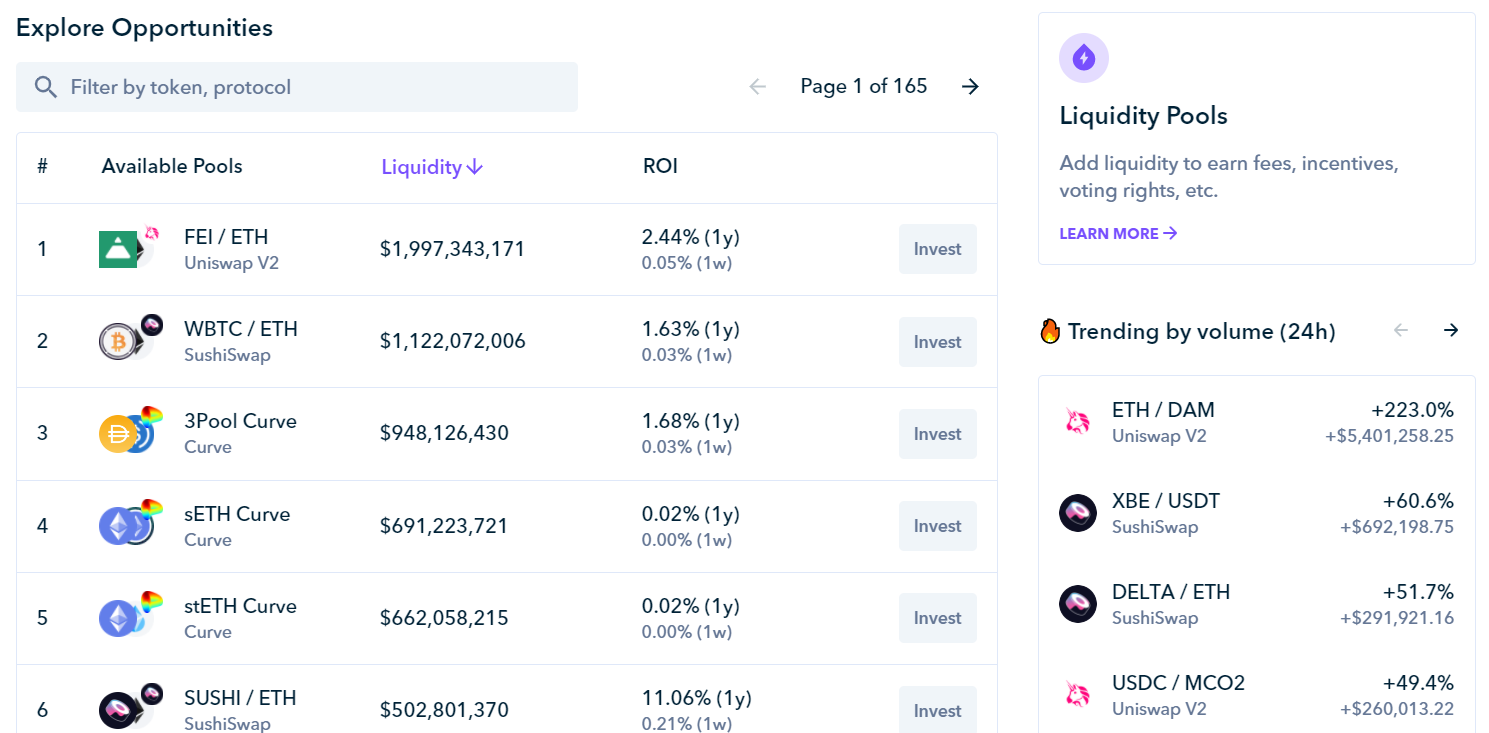 Explore Opportunities
Filter by token, protocol
← Page 1 of 165 →
# Available Pools Liquidity↓ ROI
1 FEI / ETH $1,997,343,171 2.44% (1y) Invest
Uniswap V2 0.05% (1w)
2 WBTC / ETH $1,122,072,006 1.63% (1y) Invest
SushiSwap 0.03% (1w)
3 3Pool Curve $948,126,430 1.68% (1y) Invest
Curve 0.03% (1w)
4 sETH Curve $691,223,721 0.02% (1y) Invest
Curve 0.00% (1w)
5 stETH Curve $662,058,215 0.02% (1y) Invest
Curve 0.00% (1w)
6 SUSHI / ETH $502,801,370 11.06% (1y) Invest
SushiSwap 0.21% (1w)
Liquidity Pools
Add liquidity to earn fees, incentives,
voting rights, etc.
LEARN MORE →
🔥 Trending by volume (24h) ← →
ETH / DAM +223.0%
Uniswap V2 +$5,401,258.25
XBE / USDT +60.6%
SushiSwap +$692,198.75
DELTA / ETH +51.7%
SushiSwap +$291,921.16
USDC / MCO2 +49.4%
Uniswap V2 +$260,013.22